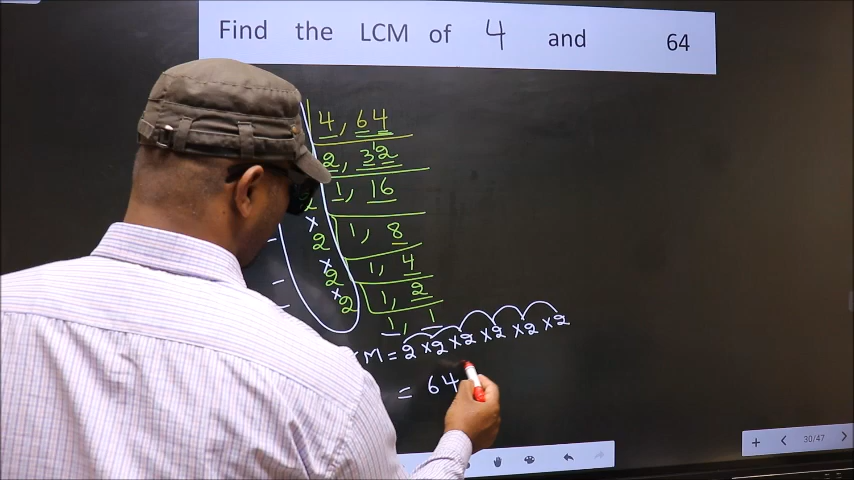 Find the LCM of 4 and 64
4, 64
2, 3¹2
2 1, 16
× 2 1, 8
× 2 1, 4
× 2 1, 2
1, 1
M = 2 × 2 × 2 × 2 × 2 × 2
= 64
30/47